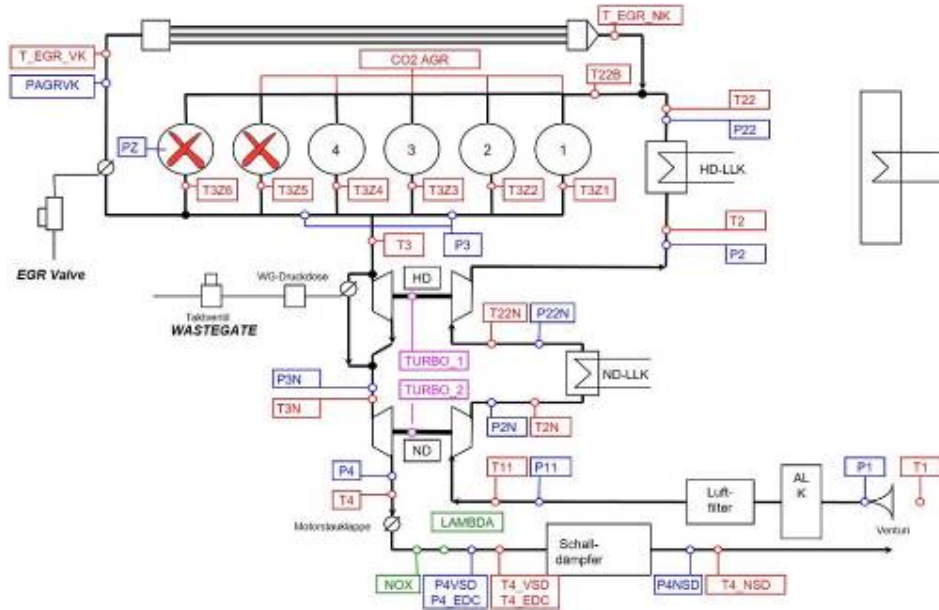 T_EGR_NK
T_EGR_VK
CO2 AGR
T22B
PAGRVK
T22
P22
PZ
4
3
2
1
HD-LLK
T3Z6
T3Z5
T3Z4
T3Z3
T3Z2
T3Z1
T2
T3
P3
P2
EGR Valve
WG-Druckdose
HD
Taktventil
WASTEGATE
T22N
P22N
TURBO_1
ND-LLK
P3N
TURBO_2
T3N
P2N
T2N
ND
P4
T11
P11
P1
T1
AL
K
Luft-
filter
T4
Motorstauklappe
LAMBDA
Venturi
Schall-
dämpfer
NOX
P4VSD
P4_EDC
T4_VSD
T4_EDC
P4NSD
T4_NSD